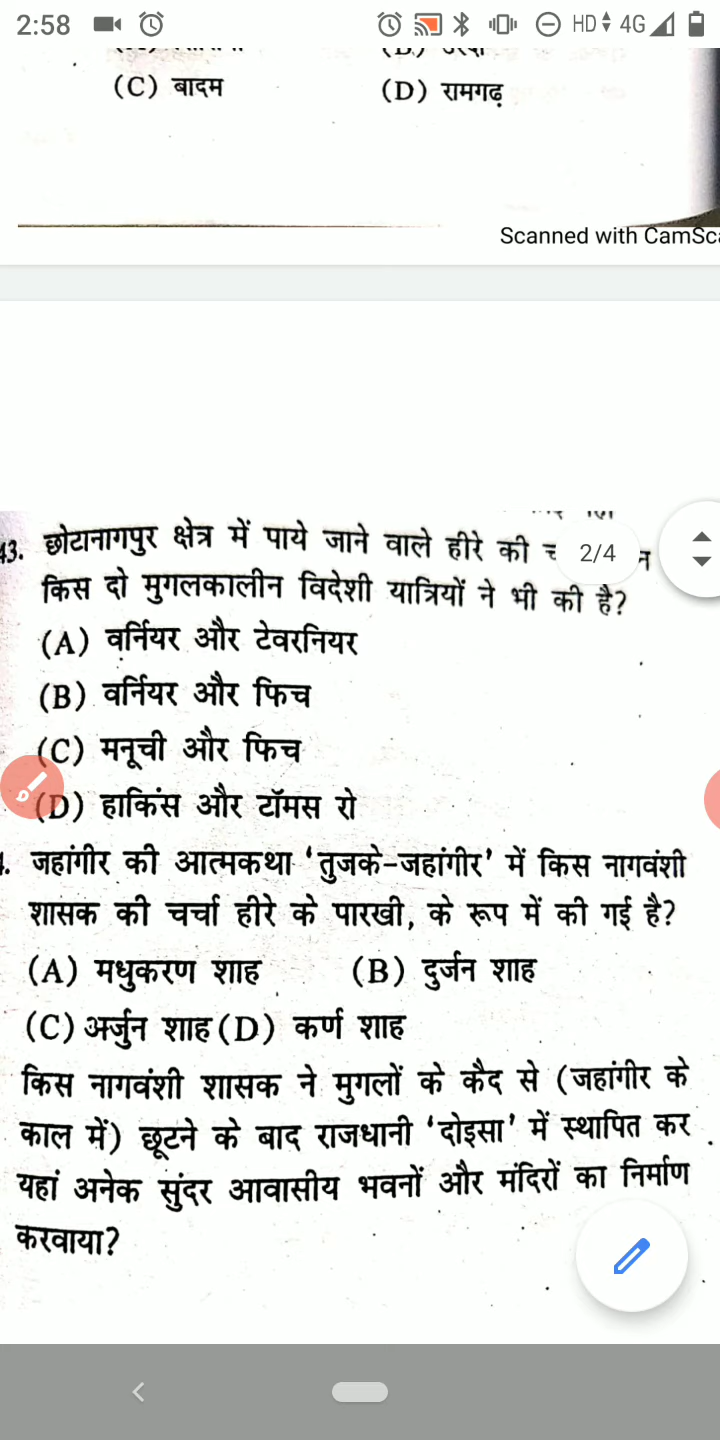 2:58 HD 4G
(C) बादम (D) रामगढ़
Scanned with CamSc
43. छोटानागपुर क्षेत्र में पाये जाने वाले हीरे की 2/4
किस दो मुगलकालीन विदेशी यात्रियों ने भी की है?
(A) वर्नियर और टेवरनियर
(B) वर्नियर और फिच
(C) मनूची और फिच
(D) हाकिंस और टॉमस रो
. जहांगीर की आत्मकथा ‘तुजके-जहांगीर’ में किस नागवंशी
शासक की चर्चा हीरे के पारखी, के रूप में की गई है?
(A) मधुकरण शाह (B) दुर्जन शाह
(C) अर्जुन शाह (D) कर्ण शाह
किस नागवंशी शासक ने मुगलों के कैद से (जहांगीर के
काल में) छूटने के बाद राजधानी ‘दोइसा’ में स्थापित कर
यहां अनेक सुंदर आवासीय भवनों और मंदिरों का निर्माण
करवाया?